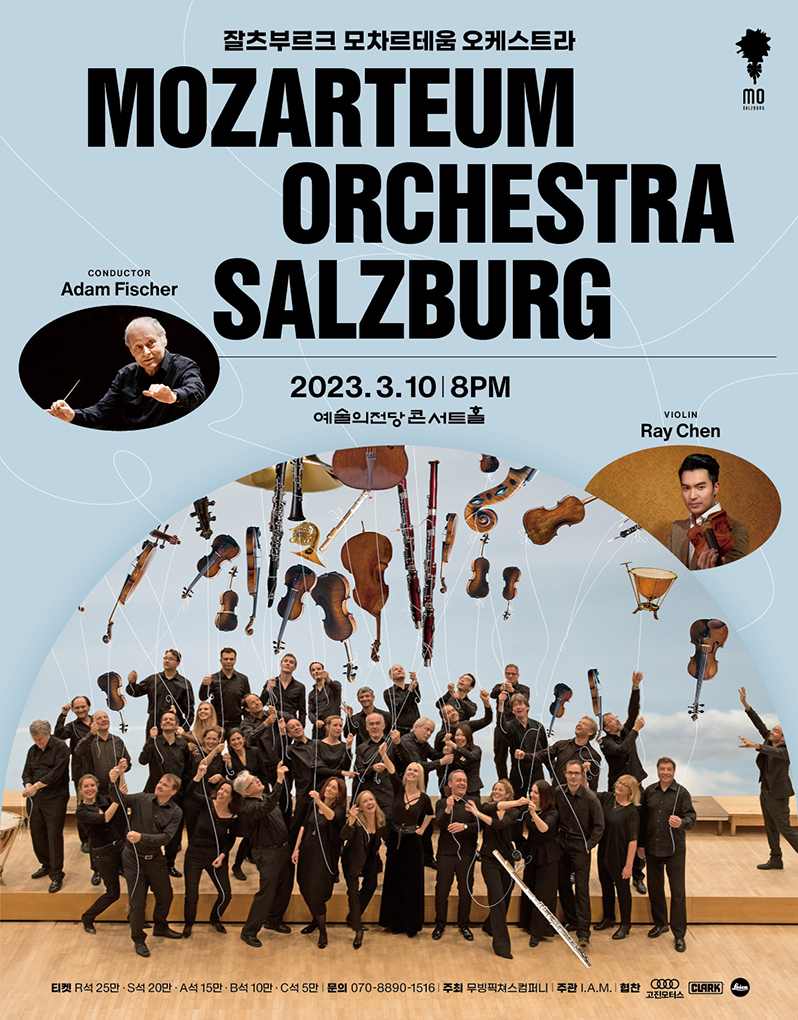 잘츠부르크 모차르테움 오케스트라
MO
SALZBURG
MOZARTEUM
ORCHESTRA
SALZBURG
CONDUCTOR
Adam Fischer
2023. 3. 10 | 8PM
예술의전당 콘서트홀
VIOLIN
Ray Chen
티켓 R석 25만 · S석 20만 · A석 15만 · B석 10만 · C석 5만 | 문의 070-8890-1516 | 주최 무빙픽쳐스컴퍼니 | 주관 I.A.M. | 협찬 고진모터스 CLARK Leica